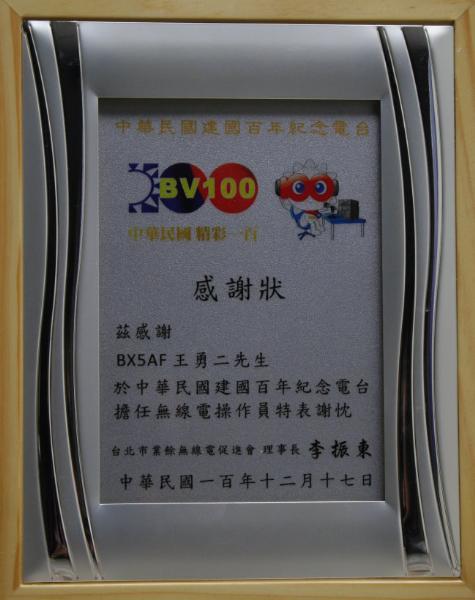 中華民國建國百年紀念電台
BV100
中華民國 精彩一百
感謝狀
茲感謝
BX5AF 王勇二先生
於中華民國建國百年紀念電台
擔任無線電操作員特表謝忱
台北市業餘無線電促進會 理事長 李振東
中華民國一百年十二月十七日